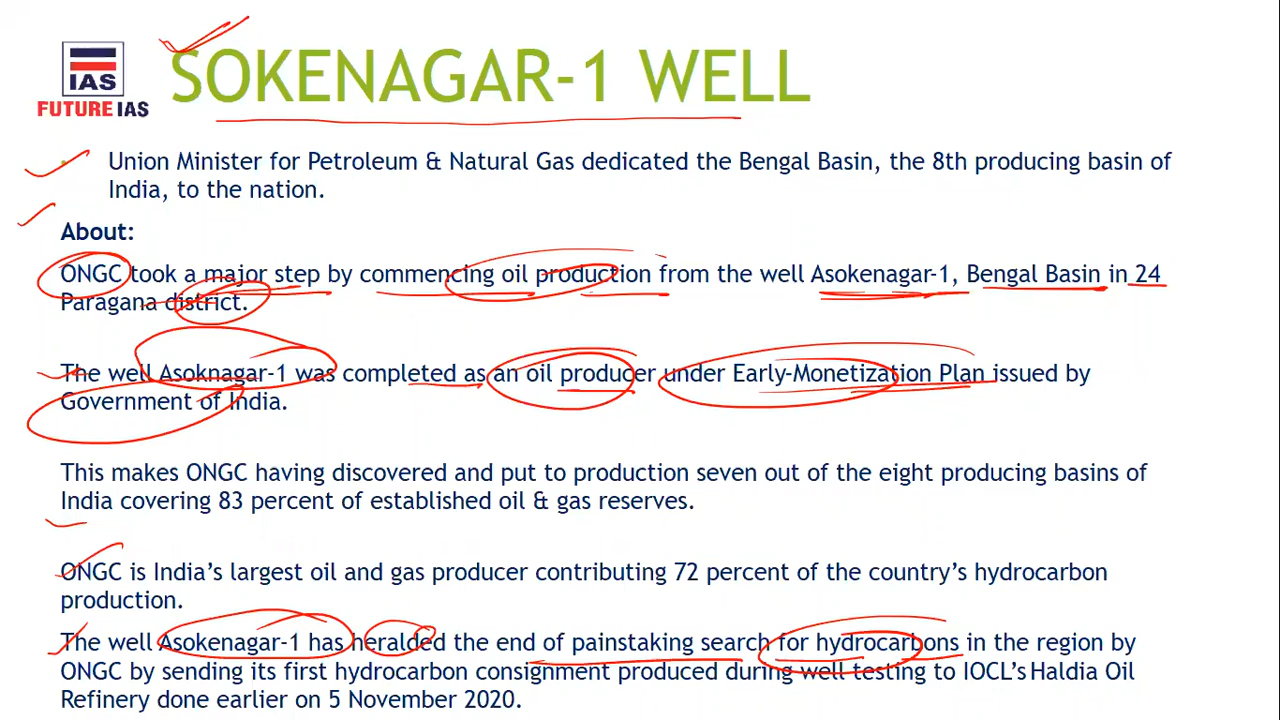 SOKENAGAR-1 WELL
IAS
FUTURE IAS
Union Minister for Petroleum & Natural Gas dedicated the Bengal Basin, the 8th producing basin of
India, to the nation.
About:
ONGC took a major step by commencing oil production from the well Asokenagar-1, Bengal Basin in 24
Paragana district.
The well Asoknagar-1 was completed as an oil producer under Early-Monetization Plan issued by
Government of India.
This makes ONGC having discovered and put to production seven out of the eight producing basins of
India covering 83 percent of established oil & gas reserves.
ONGC is India's largest oil and gas producer contributing 72 percent of the country's hydrocarbon
production.
The well Asokenagar-1 has heralded the end of painstaking search for hydrocarbons in the region by
ONGC by sending its first hydrocarbon consignment produced during well testing to IOCL's Haldia Oil
Refinery done earlier on 5 November 2020.